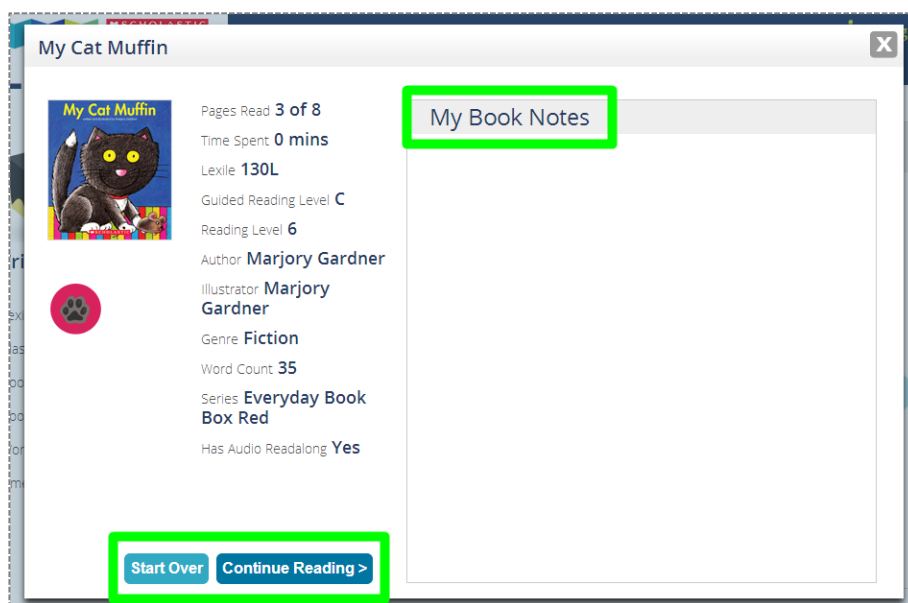 SCHOLASTIC
My Cat Muffin
X
My Cat Muffin
SCHOLASTIC
Pages Read 3 of 8
Time Spent 0 mins
Lexile 130L
Guided Reading Level C
Reading Level 6
Author Marjory Gardner
Illustrator Marjory
Gardner
Genre Fiction
Word Count 35
Series Everyday Book
Box Red
Has Audio Readalong Yes
My Book Notes
Start Over
Continue Reading >